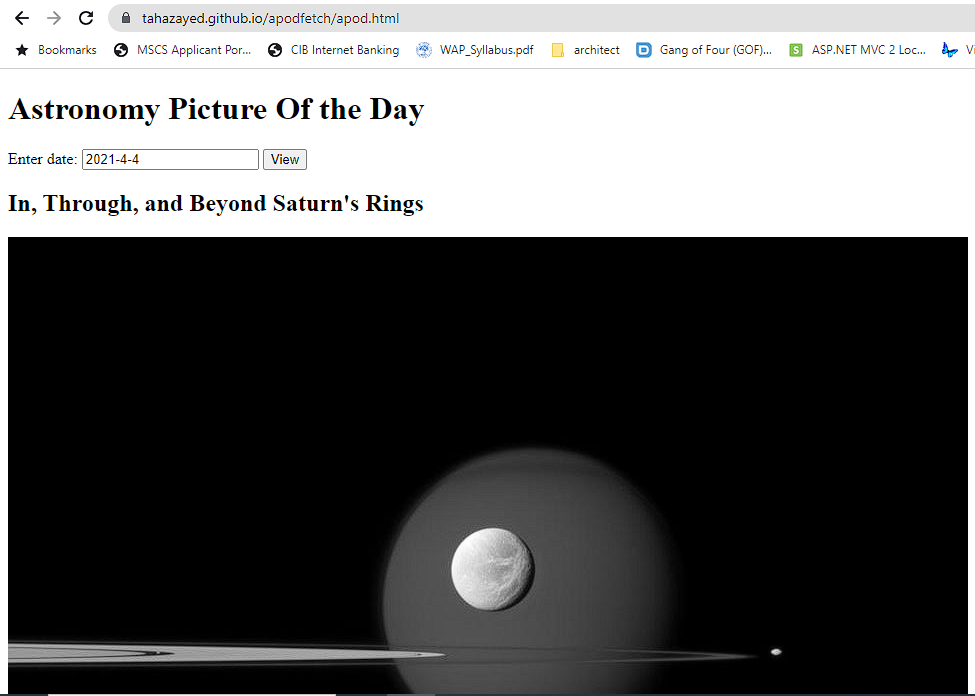 tahazayed.github.io/apodfetch/apod.html
Bookmarks MSCS Applicant Por... CIB Internet Banking WAP_Syllabus.pdf architect D Gang of Four (GOF)... S ASP.NET MVC 2 Loc... Vi
Astronomy Picture Of the Day
Enter date: 2021-4-4 View
In, Through, and Beyond Saturn's Rings